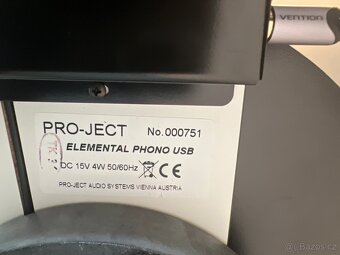 VENTION
PRO-JECT No.000751
ELEMENTAL PHONO USB
DC 15V 4W 50/60Hz CE
PRO-JECT AUDIO SYSTEMS VIENNA AUSTRIA
TK
Bazos.cz